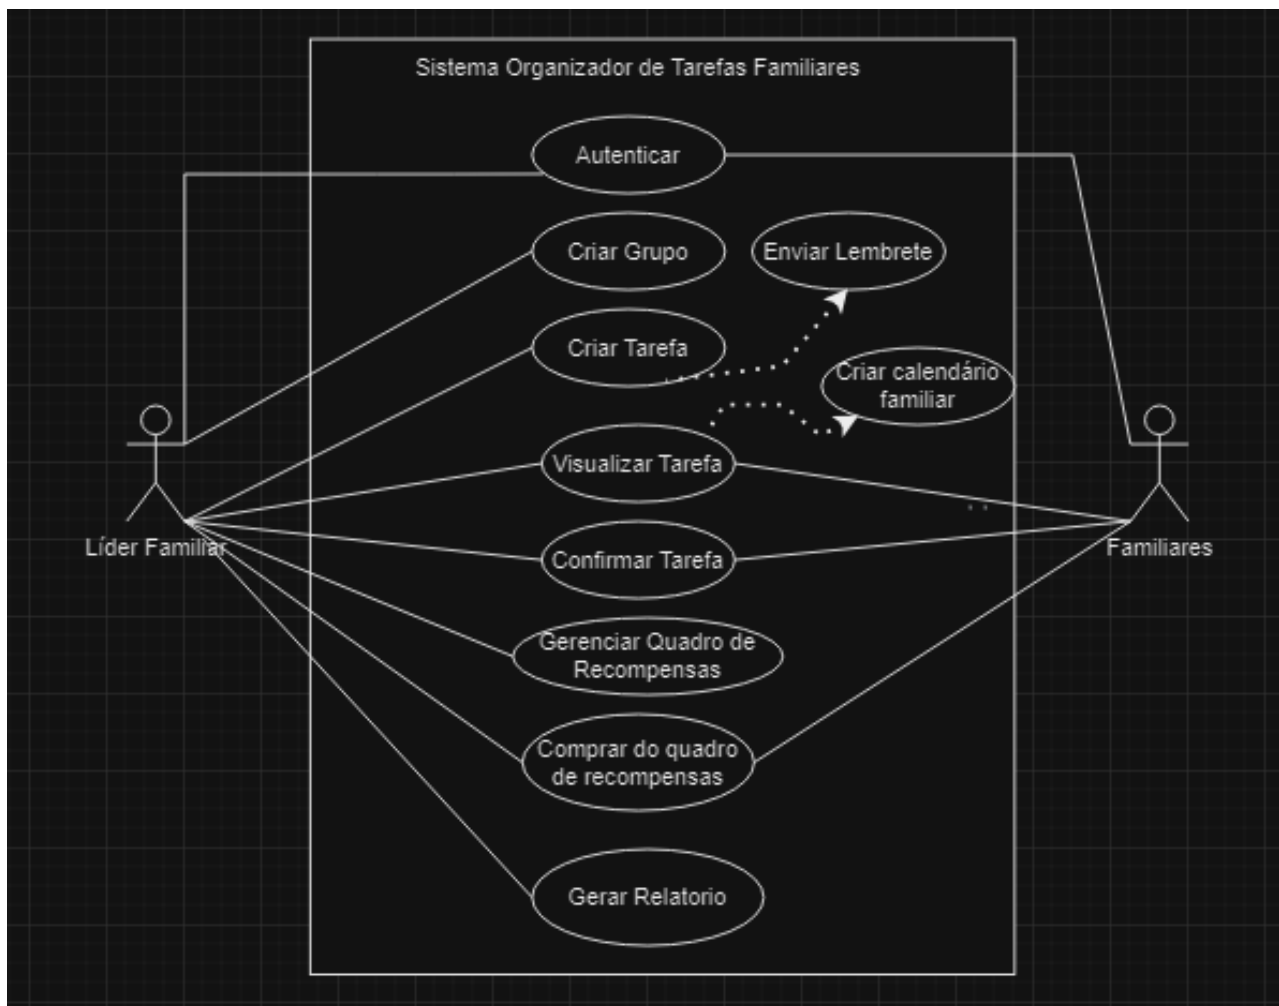 Sistema Organizador de Tarefas Familiares
Autenticar
Criar Grupo
Enviar Lembrete
Criar Tarefa
Criar calendário
familiar
Visualizar Tarefa
Líder Familiar
Confirmar Tarefa
Familiares
Gerenciar Quadro de
Recompensas
Comprar do quadro
de recompensas
Gerar Relatorio